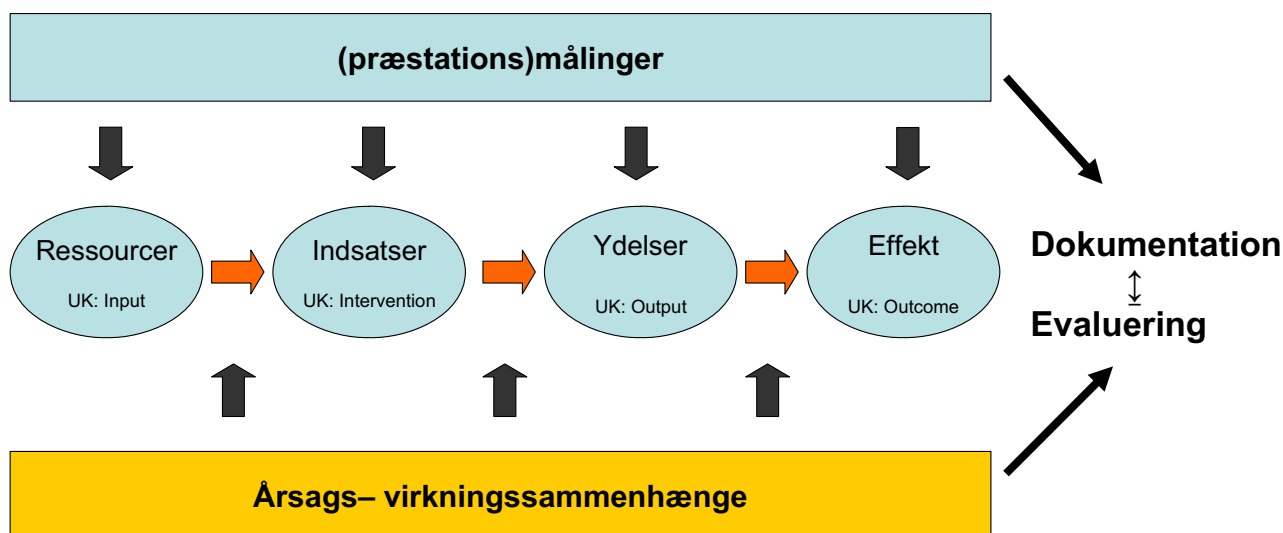 (præstations)målinger
Ressourcer
UK: Input
Indsatser
UK: Intervention
Ydelser
UK: Output
Effekt
UK: Outcome
Dokumentation
↕
Evaluering
Årsags– virkningssammenhænge